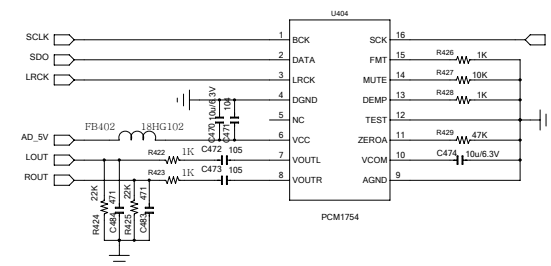 U404
SCLK 1 BCK SCK 16
SDO 2 DATA FMT 15 R426 1K
LRCK 3 LRCK MUTE 14 R427 10K
4 DGND DEMP 13 R428 1K
C470 10u/6.3V
C471 104
5 NC TEST 12
FB402 18HG102
AD_5V 6 VCC ZEROA 11 R429 47K
LOUT R422 1K C472 105 7 VOUTL VCOM 10 C474 10u/6.3V
ROUT R423 1K C473 105 8 VOUTR AGND 9
R424 22K
C484 471
R425 22K
C483 471
PCM1754